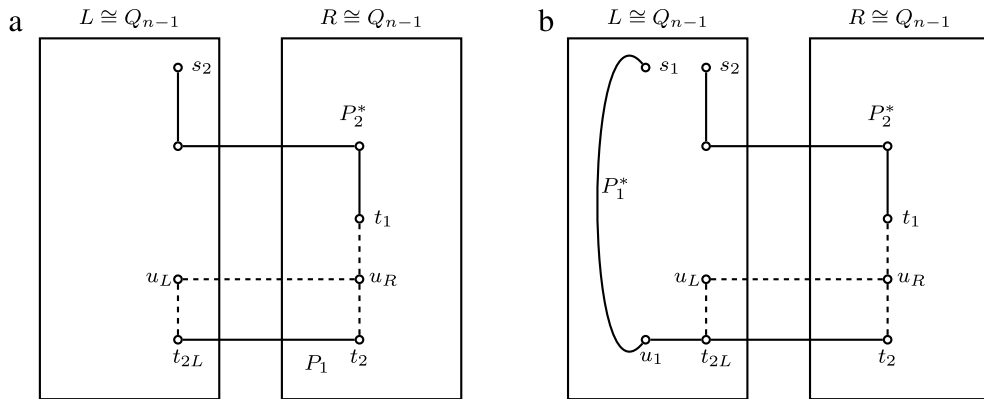 a
L ≅ Q_{n-1}
R ≅ Q_{n-1}
s_2
P_2^*
t_1
u_L
u_R
t_{2L}
P_1
t_2
b
L ≅ Q_{n-1}
R ≅ Q_{n-1}
s_1
s_2
P_2^*
P_1^*
t_1
u_L
u_R
u_1
t_{2L}
t_2